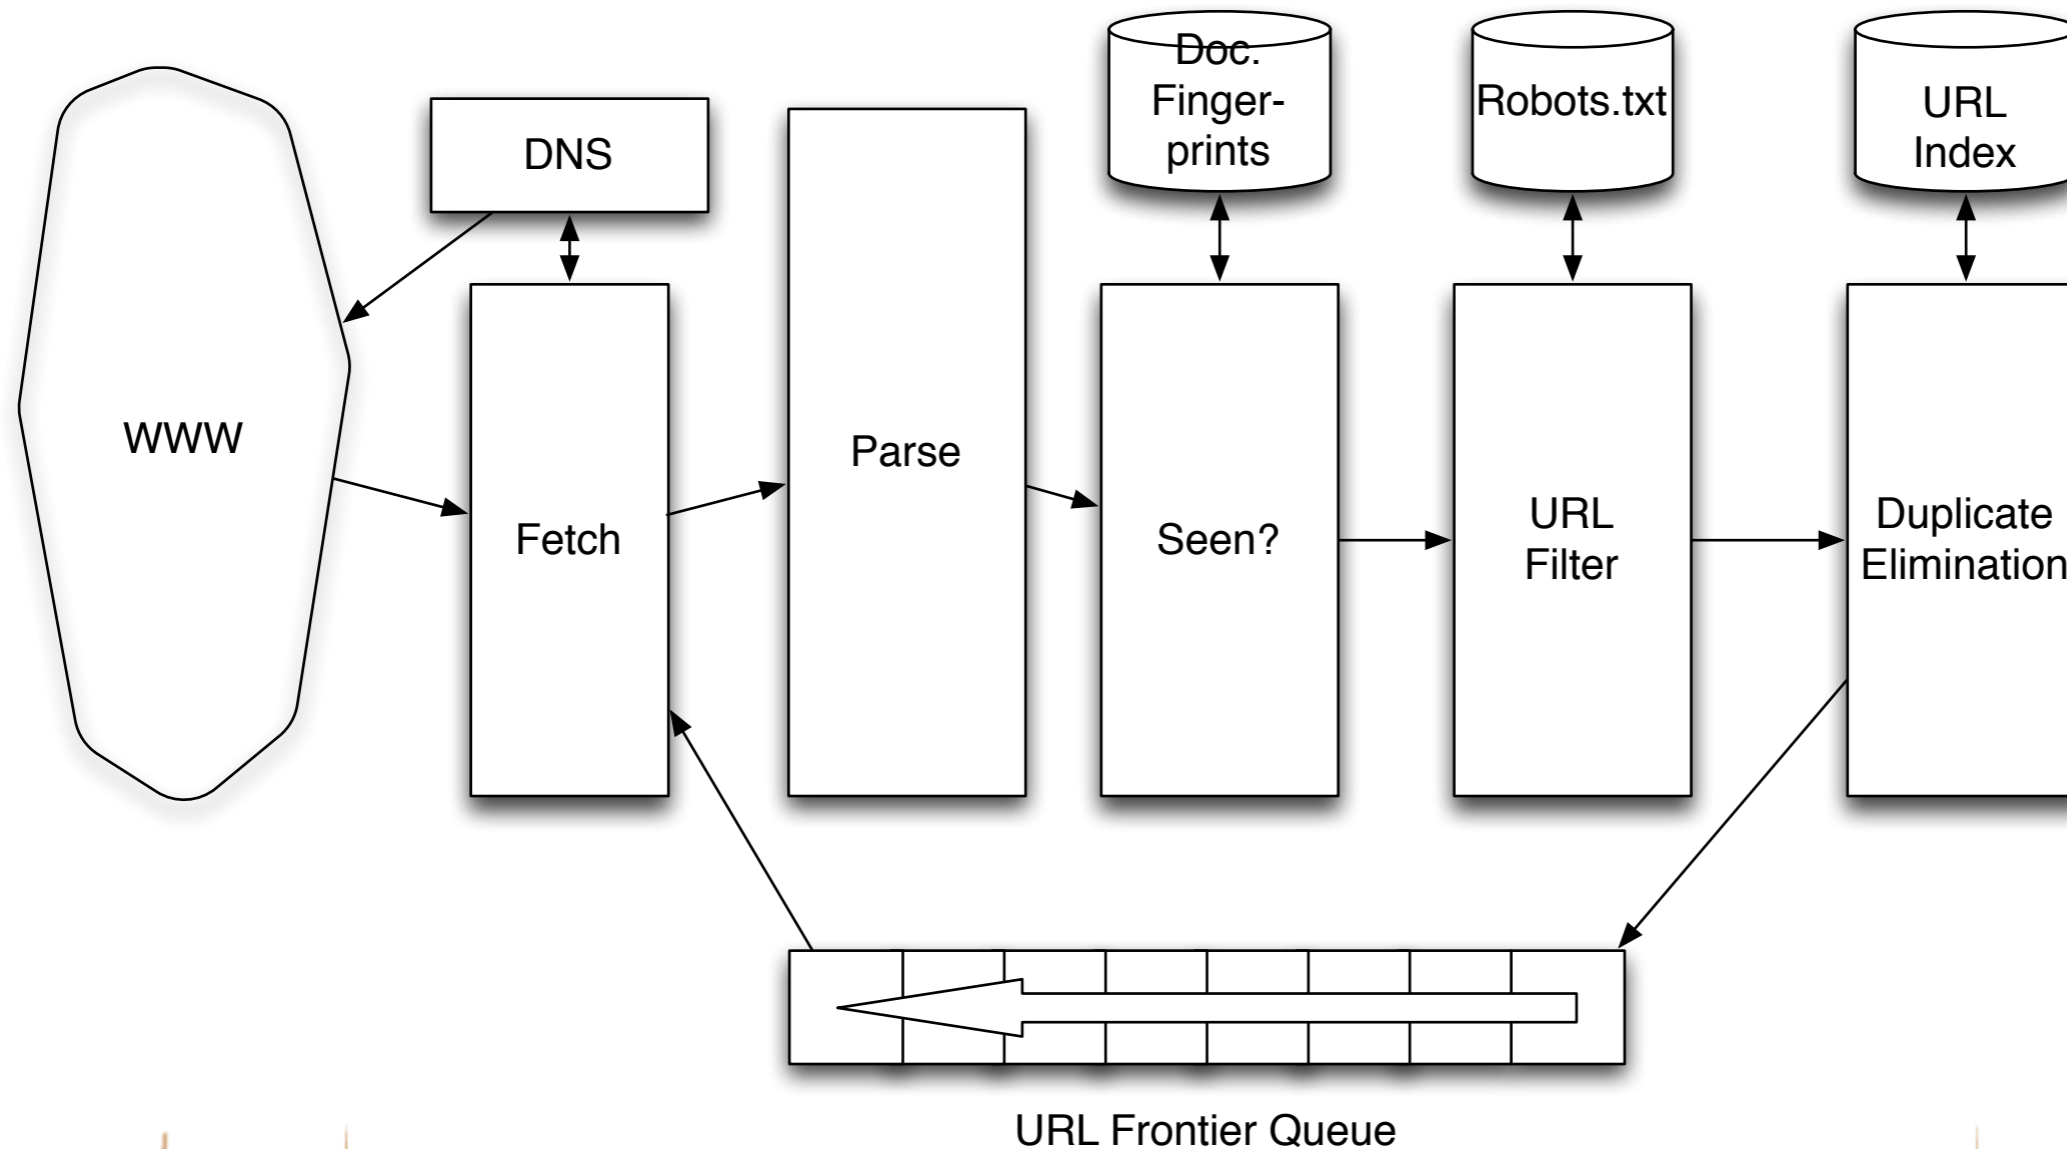 WWW
DNS
Fetch
Parse
Doc.
Finger-
prints
Seen?
Robots.txt
URL
Filter
URL
Index
Duplicate
Elimination
URL Frontier Queue